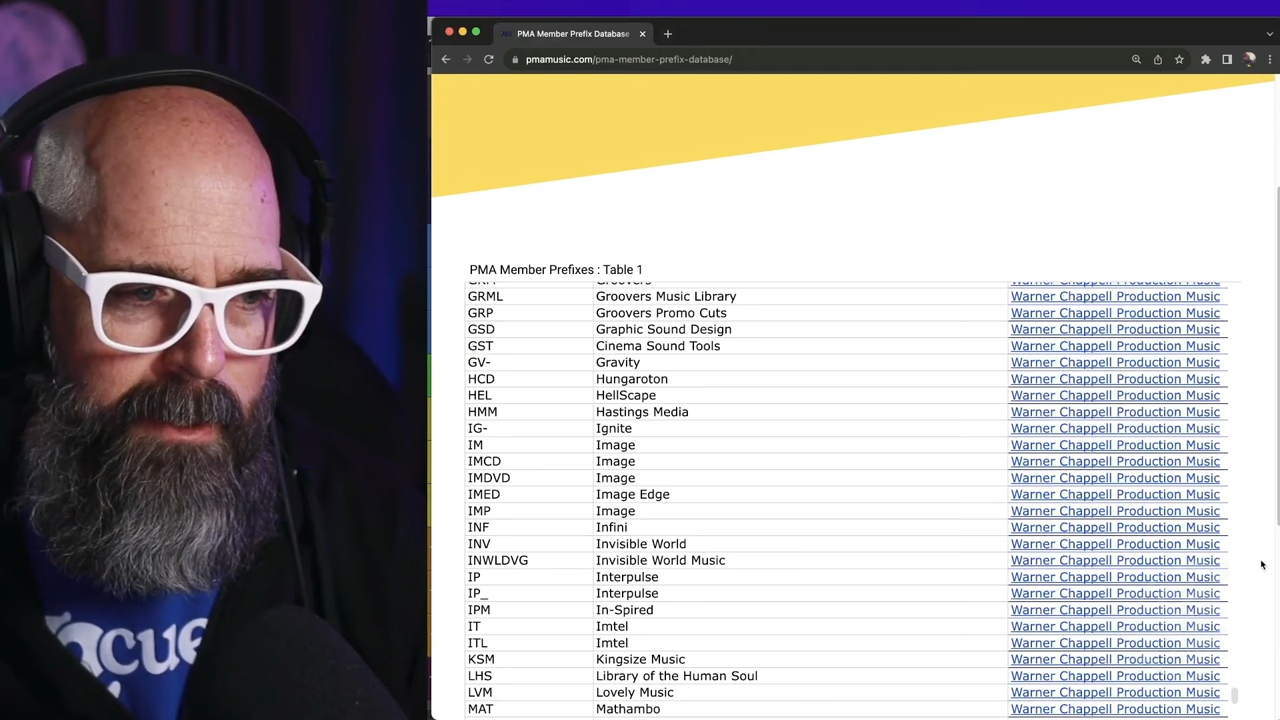 PMA Member Prefix Database
pmamusic.com/pma-member-prefix-database/
PMA Member Prefixes : Table 1
GRM Groovers Warner Chappell Production Music
GRML Groovers Music Library Warner Chappell Production Music
GRP Groovers Promo Cuts Warner Chappell Production Music
GSD Graphic Sound Design Warner Chappell Production Music
GST Cinema Sound Tools Warner Chappell Production Music
GV- Gravity Warner Chappell Production Music
HCD Hungaroton Warner Chappell Production Music
HEL HellScape Warner Chappell Production Music
HMM Hastings Media Warner Chappell Production Music
IG- Ignite Warner Chappell Production Music
IM Image Warner Chappell Production Music
IMCD Image Warner Chappell Production Music
IMDVD Image Warner Chappell Production Music
IMED Image Edge Warner Chappell Production Music
IMP Image Warner Chappell Production Music
INF Infini Warner Chappell Production Music
INV Invisible World Warner Chappell Production Music
INWLDVG Invisible World Music Warner Chappell Production Music
IP Interpulse Warner Chappell Production Music
IP_ Interpulse Warner Chappell Production Music
IPM In-Spired Warner Chappell Production Music
IT Imtel Warner Chappell Production Music
ITL Imtel Warner Chappell Production Music
KSM Kingsize Music Warner Chappell Production Music
LHS Library of the Human Soul Warner Chappell Production Music
LVM Lovely Music Warner Chappell Production Music
MAT Mathambo Warner Chappell Production Music